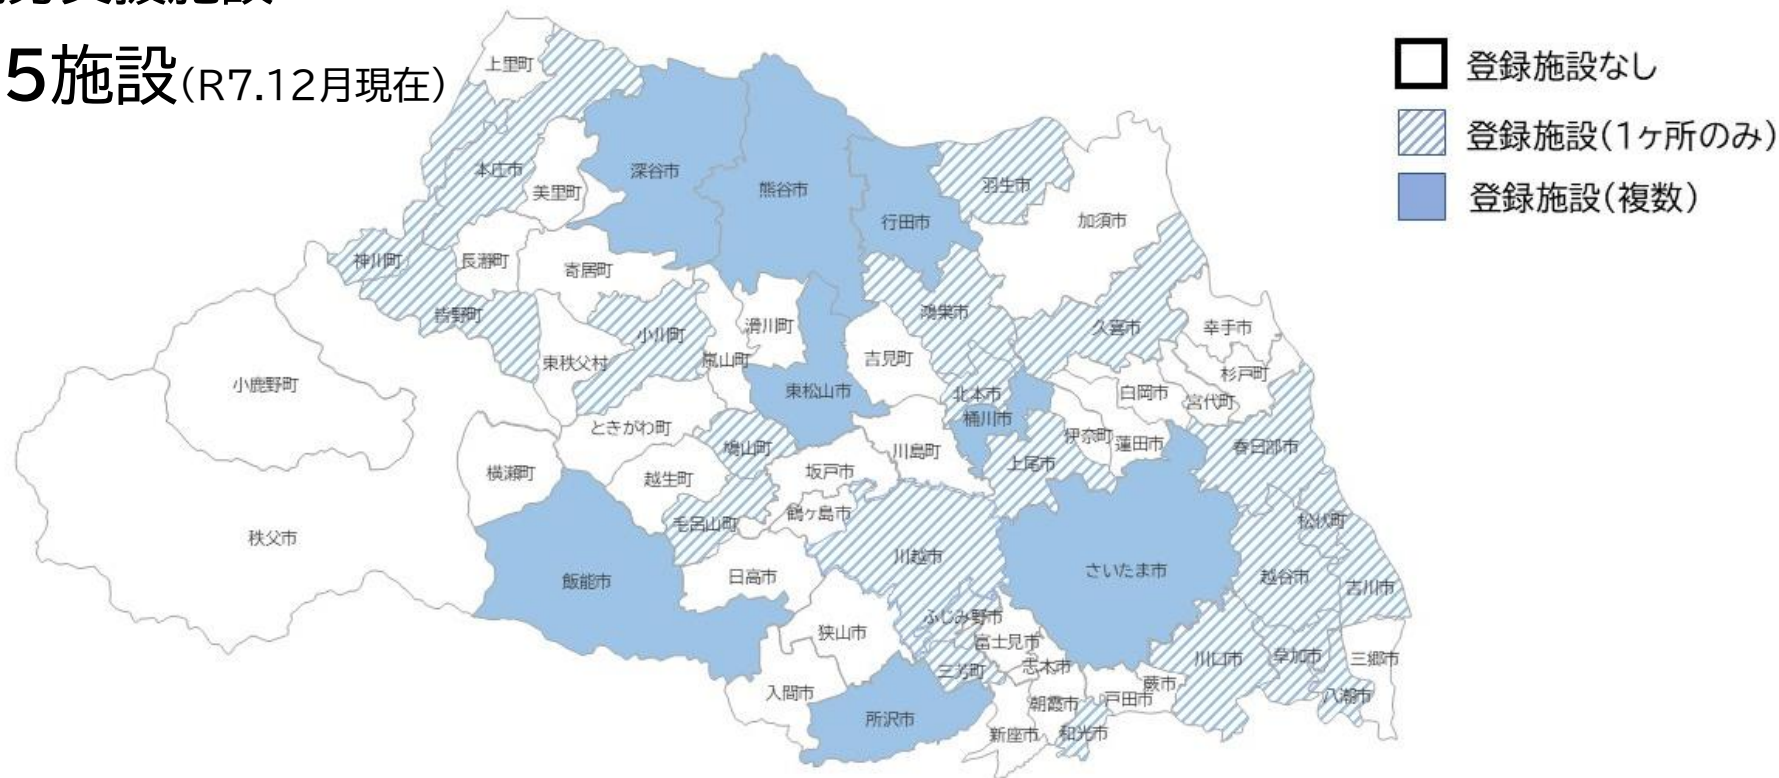 5施設(R7.12月現在)
登録施設なし
登録施設(1ヶ所のみ)
登録施設(複数)
上里町
本庄市
美里町
深谷市
熊谷市
行田市
羽生市
加須市
神川町
長瀞町
寄居町
皆野町
小川町
嵐山町
滑川町
吉見町
鴻巣市
久喜市
幸手市
杉戸町
東秩父村
小鹿野町
東松山市
北本市
桶川市
白岡市
宮代町
ときがわ町
鳩山町
川島町
上尾市
伊奈町
蓮田市
春日部市
横瀬町
越生町
坂戸市
毛呂山町
鶴ヶ島市
松伏町
秩父市
飯能市
日高市
川越市
さいたま市
越谷市
吉川市
ふじみ野市
狭山市
富士見市
三芳町
志木市
川口市
草加市
三郷市
入間市
所沢市
朝霞市
戸田市
蕨市
八潮市
新座市
和光市